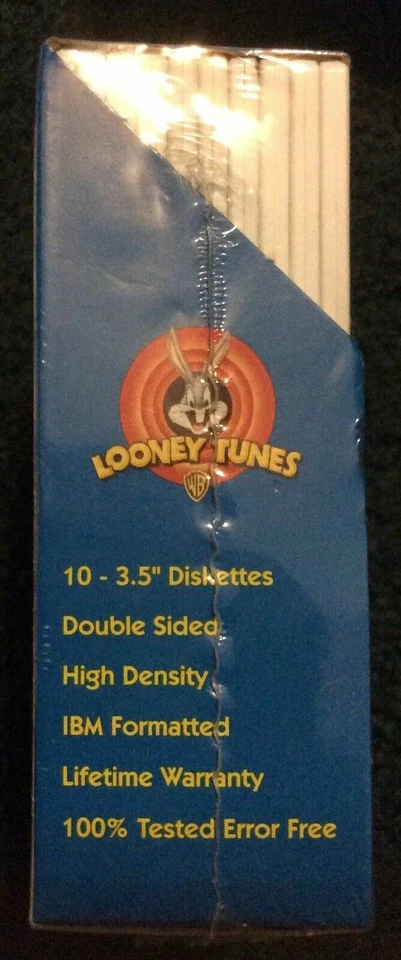 LOONEY TUNES
WB
10 - 3.5" Diskettes
Double Sided
High Density
IBM Formatted
Lifetime Warranty
100% Tested Error Free